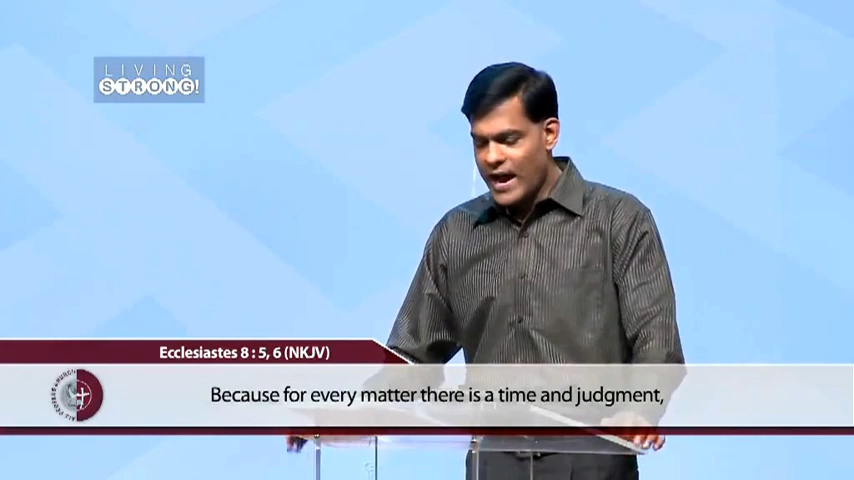 LIVING
STRONG!
Ecclesiastes 8 : 5, 6 (NKJV)
Because for every matter there is a time and judgment,